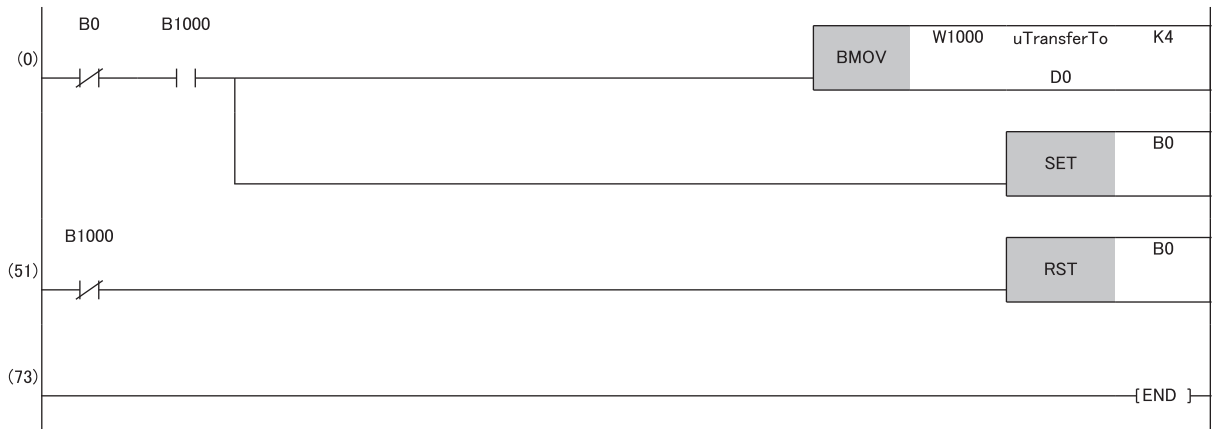 B0 B1000
(0) BMOV W1000 uTransferTo K4
D0
SET B0
B1000
(51) RST B0
(73) [END ]